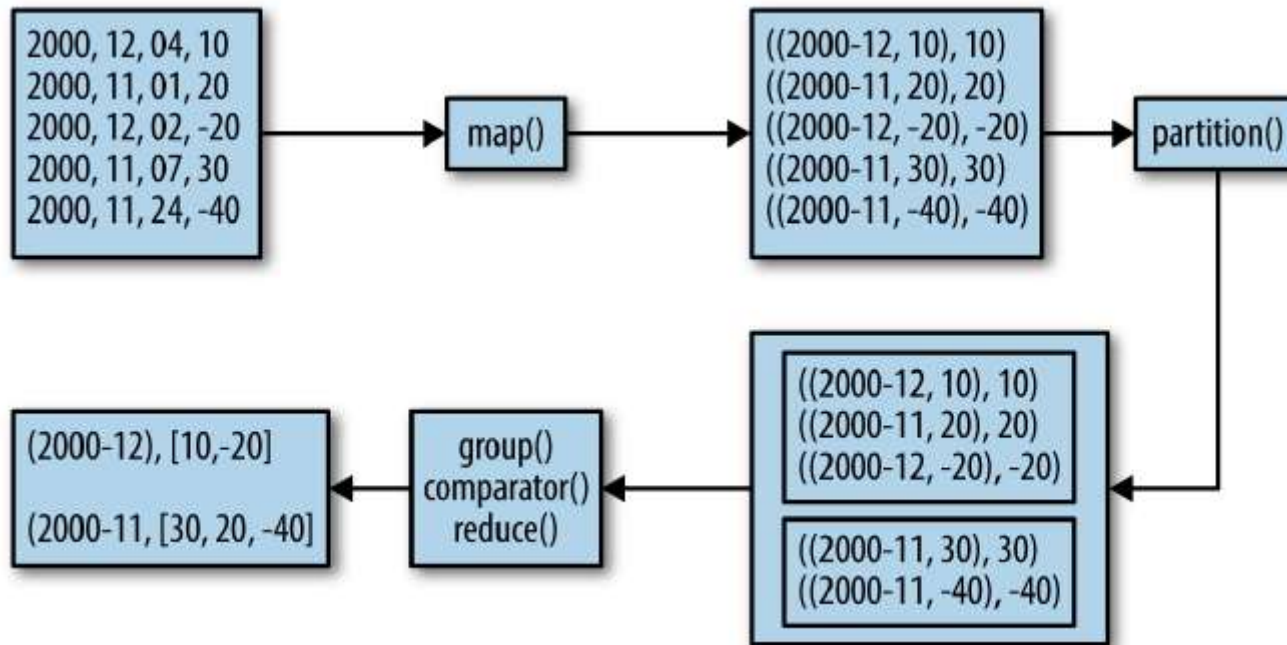 2000, 12, 04, 10
2000, 11, 01, 20
2000, 12, 02, -20
2000, 11, 07, 30
2000, 11, 24, -40
map()
((2000-12, 10), 10)
((2000-11, 20), 20)
((2000-12, -20), -20)
((2000-11, 30), 30)
((2000-11, -40), -40)
partition()
((2000-12, 10), 10)
((2000-11, 20), 20)
((2000-12, -20), -20)
((2000-11, 30), 30)
((2000-11, -40), -40)
group()
comparator()
reduce()
(2000-12), [10,-20]
(2000-11, [30, 20, -40]